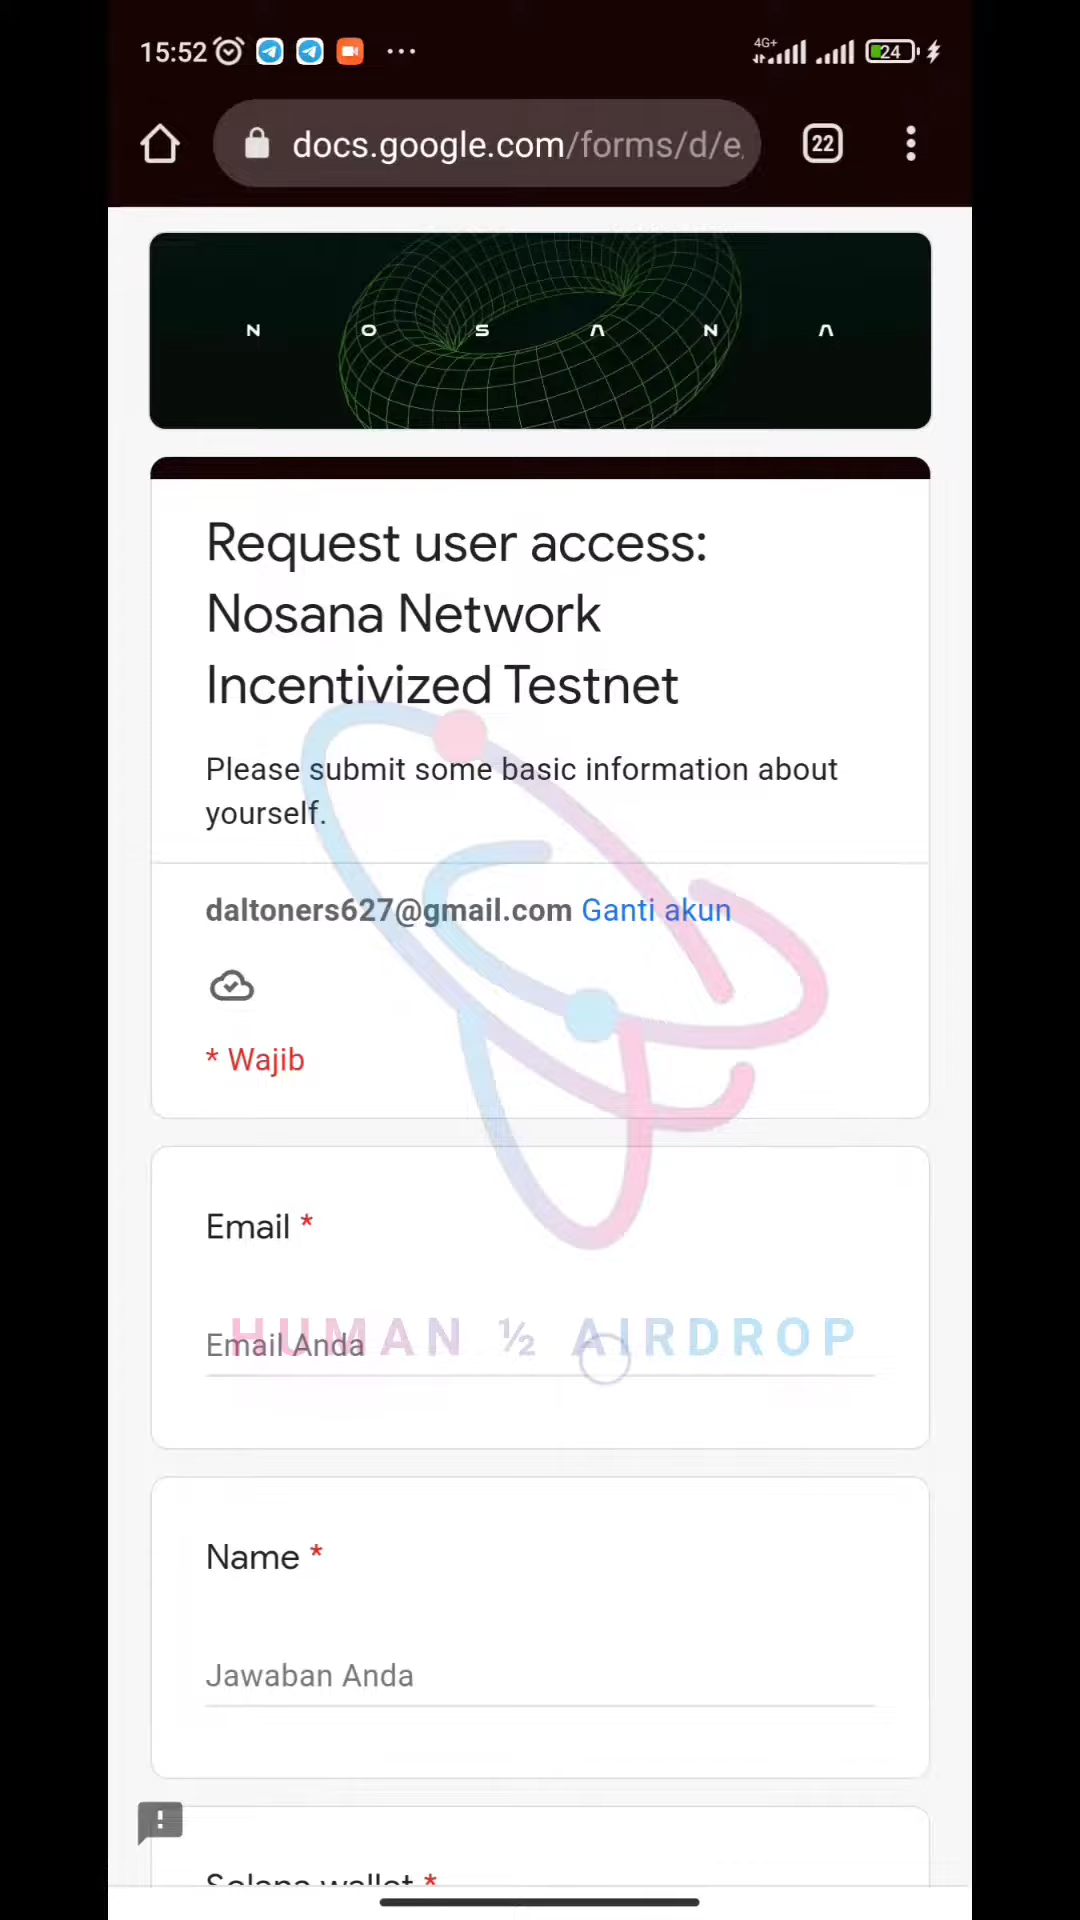 15:52
4G+
24
docs.google.com/forms/d/e
22
N O S A N A
Request user access:
Nosana Network
Incentivized Testnet
Please submit some basic information about
yourself.
daltoners627@gmail.com Ganti akun
* Wajib
Email *
HUMAN ½ AIRDROP
Email Anda
Name *
Jawaban Anda
Solana wallet *